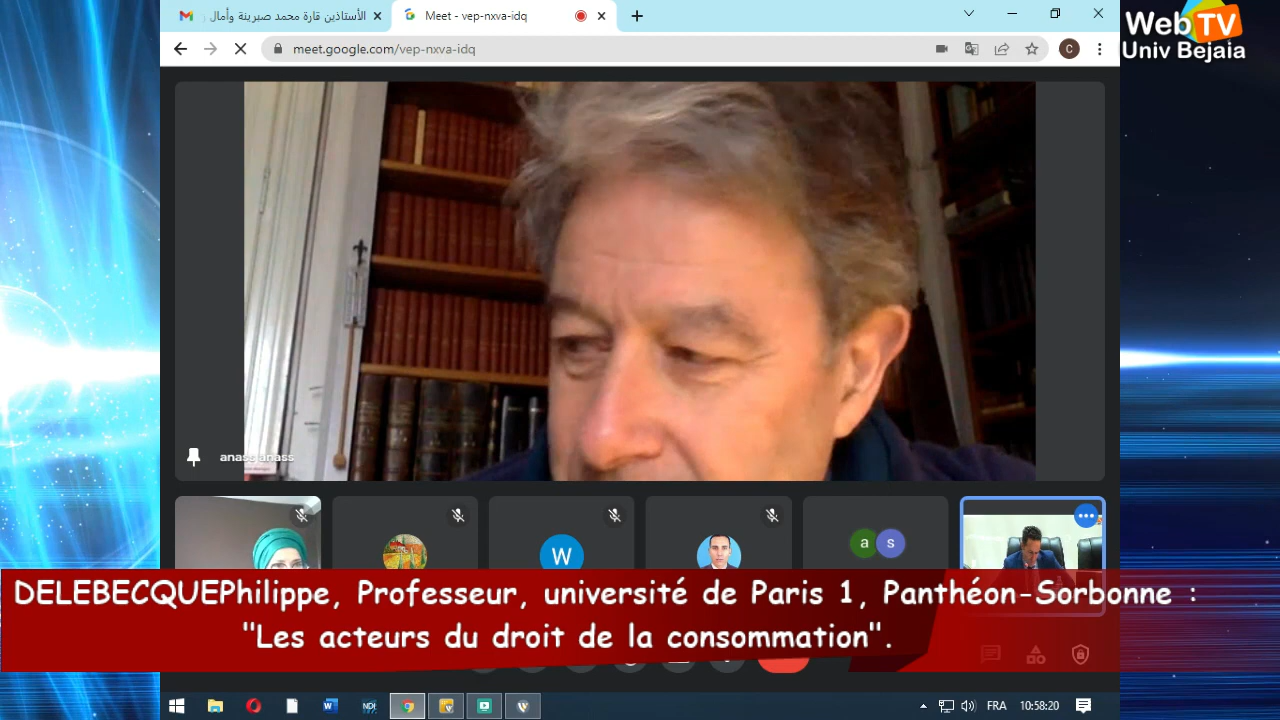 الأستاذين قارة محمد صبرينة وأمال و
Meet - vep-nxva-idq
meet.google.com/vep-nxva-idq
C
Web TV
Univ Bejaia
anass anass
W
a
s
DELEBECQUEPhilippe, Professeur, université de Paris 1, Panthéon-Sorbonne :
"Les acteurs du droit de la consommation".
FRA
10:58:20